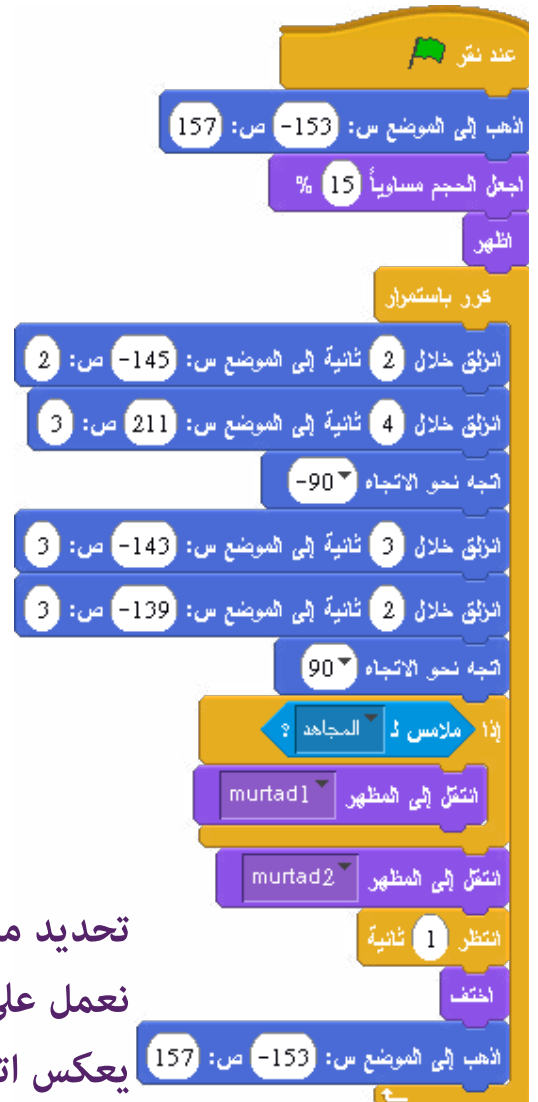 عند نقر
اذهب إلى الموضع س: -153 ص: 157
اجعل الحجم مساوياً 15 %
اظهر
كرر باستمرار
انزلق خلال 2 ثانية إلى الموضع س: -145 ص: 2
انزلق خلال 4 ثانية إلى الموضع س: 211 ص: 3
اتجه نحو الاتجاه -90
انزلق خلال 3 ثانية إلى الموضع س: -143 ص: 3
انزلق خلال 2 ثانية إلى الموضع س: -139 ص: 3
اتجه نحو الاتجاه 90
إذا ملامس لـ المجاهد ؟
انتقل إلى المظهر murtad1
انتقل إلى المظهر murtad2
تحديد
انتظر 1 ثانية
نعمل
اختف
اذهب إلى الموضع س: -153 ص: 157
يعكس